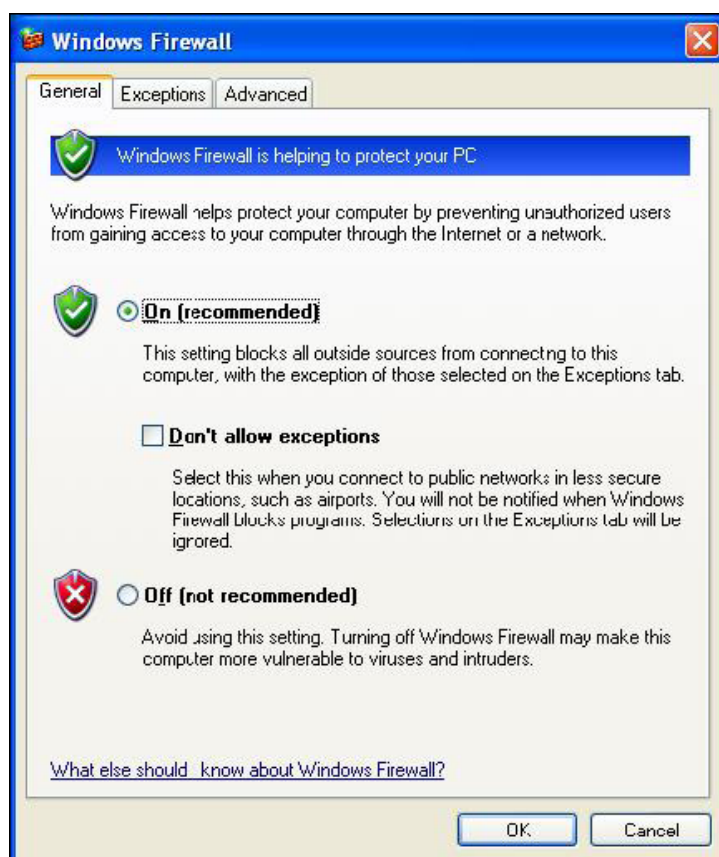 Windows Firewall
General
Exceptions
Advanced
Windows Firewall is helping to protect your PC
Windows Firewall helps protect your computer by preventing unauthorized users
from gaining access to your computer through the Internet or a network.
On (recommended)
This setting blocks all outside sources from connecting to this
computer, with the exception of those selected on the Exceptions tab.
Don't allow exceptions
Select this when you connect to public networks in less secure
locations, such as airports. You will not be notified when Windows
Firewall blocks programs. Selections on the Exceptions tab will be
ignored.
Off (not recommended)
Avoid using this setting. Turning off Windows Firewall may make this
computer more vulnerable to viruses and intruders.
What else should I know about Windows Firewall?
OK
Cancel